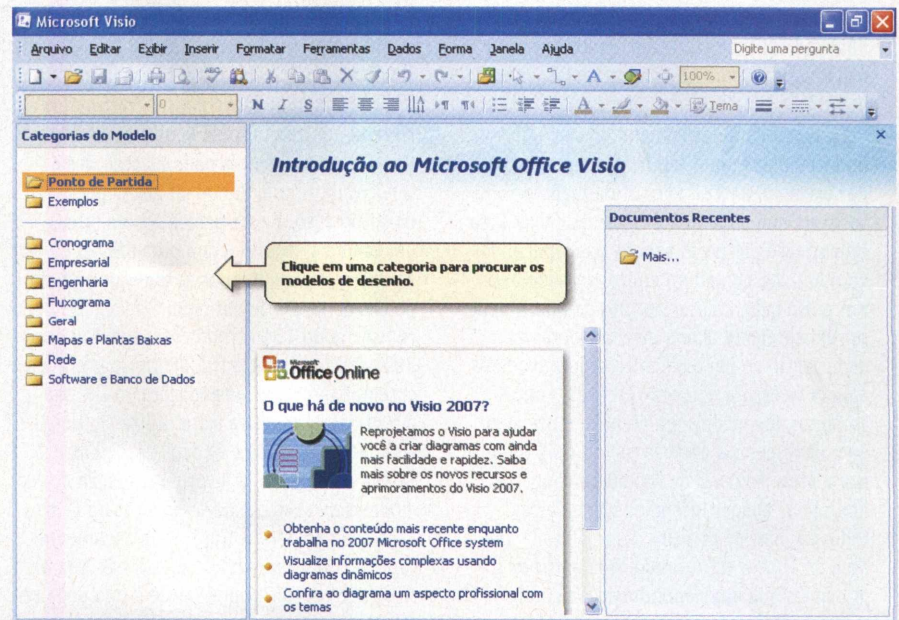 Microsoft Visio
Arquivo Editar Exibir Inserir Formatar Ferramentas Dados Forma Janela Ajuda Digite uma pergunta
100%
0 N I S A Tema
Categorias do Modelo
Ponto de Partida
Exemplos
Cronograma
Empresarial
Engenharia
Fluxograma
Geral
Mapas e Plantas Baixas
Rede
Software e Banco de Dados
Introdução ao Microsoft Office Visio
Clique em uma categoria para procurar os
modelos de desenho.
Microsoft
Office Online
O que há de novo no Visio 2007?
Reprojetamos o Visio para ajudar
você a criar diagramas com ainda
mais facilidade e rapidez. Saiba
mais sobre os novos recursos e
aprimoramentos do Visio 2007.
Obtenha o conteúdo mais recente enquanto
trabalha no 2007 Microsoft Office system
Visualize informações complexas usando
diagramas dinâmicos
Confira ao diagrama um aspecto profissional com
os temas
Documentos Recentes
Mais...